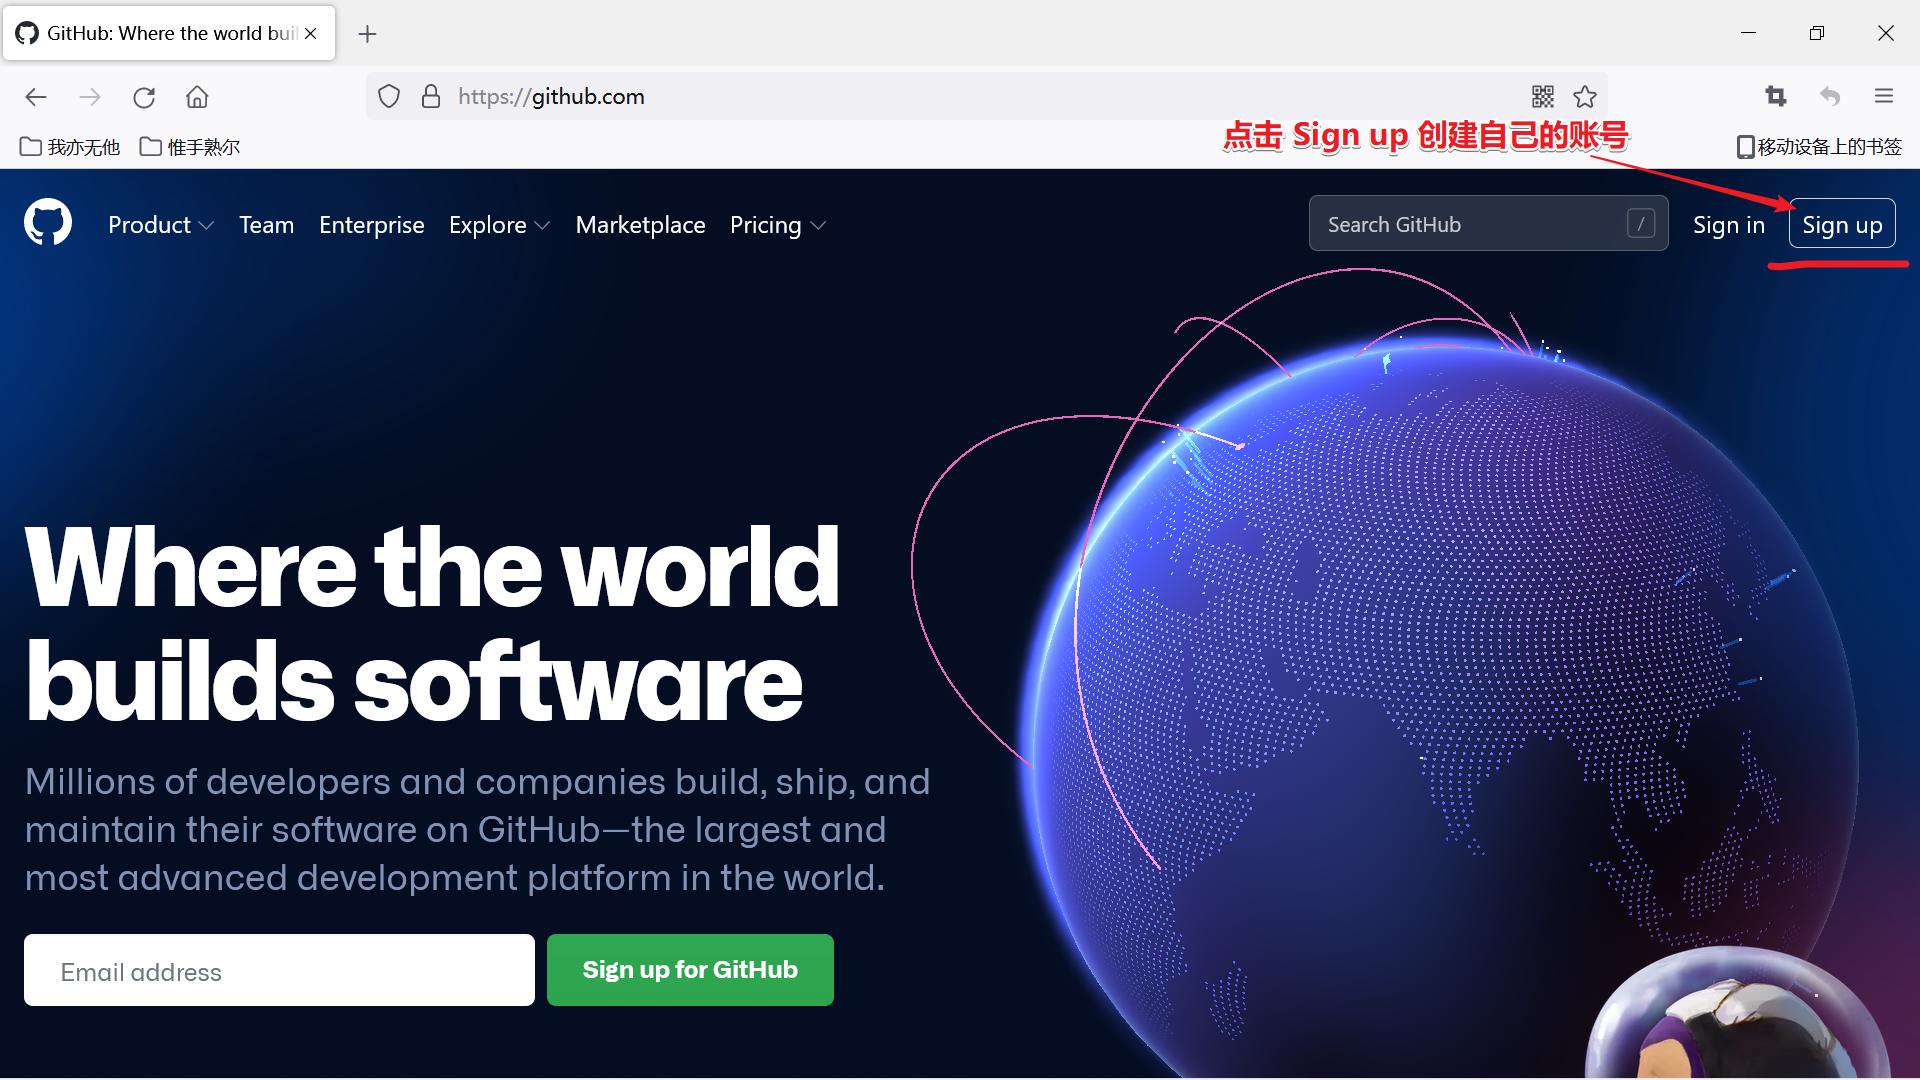 GitHub: Where the world buil
https://github.com
我亦无他
惟手熟尔
点击 Sign up 创建自己的账号
移动设备上的书签
Product
Team
Enterprise
Explore
Marketplace
Pricing
Search GitHub
/
Sign in
Sign up
Where the world
builds software
Millions of developers and companies build, ship, and
maintain their software on GitHub—the largest and
most advanced development platform in the world.
Email address
Sign up for GitHub